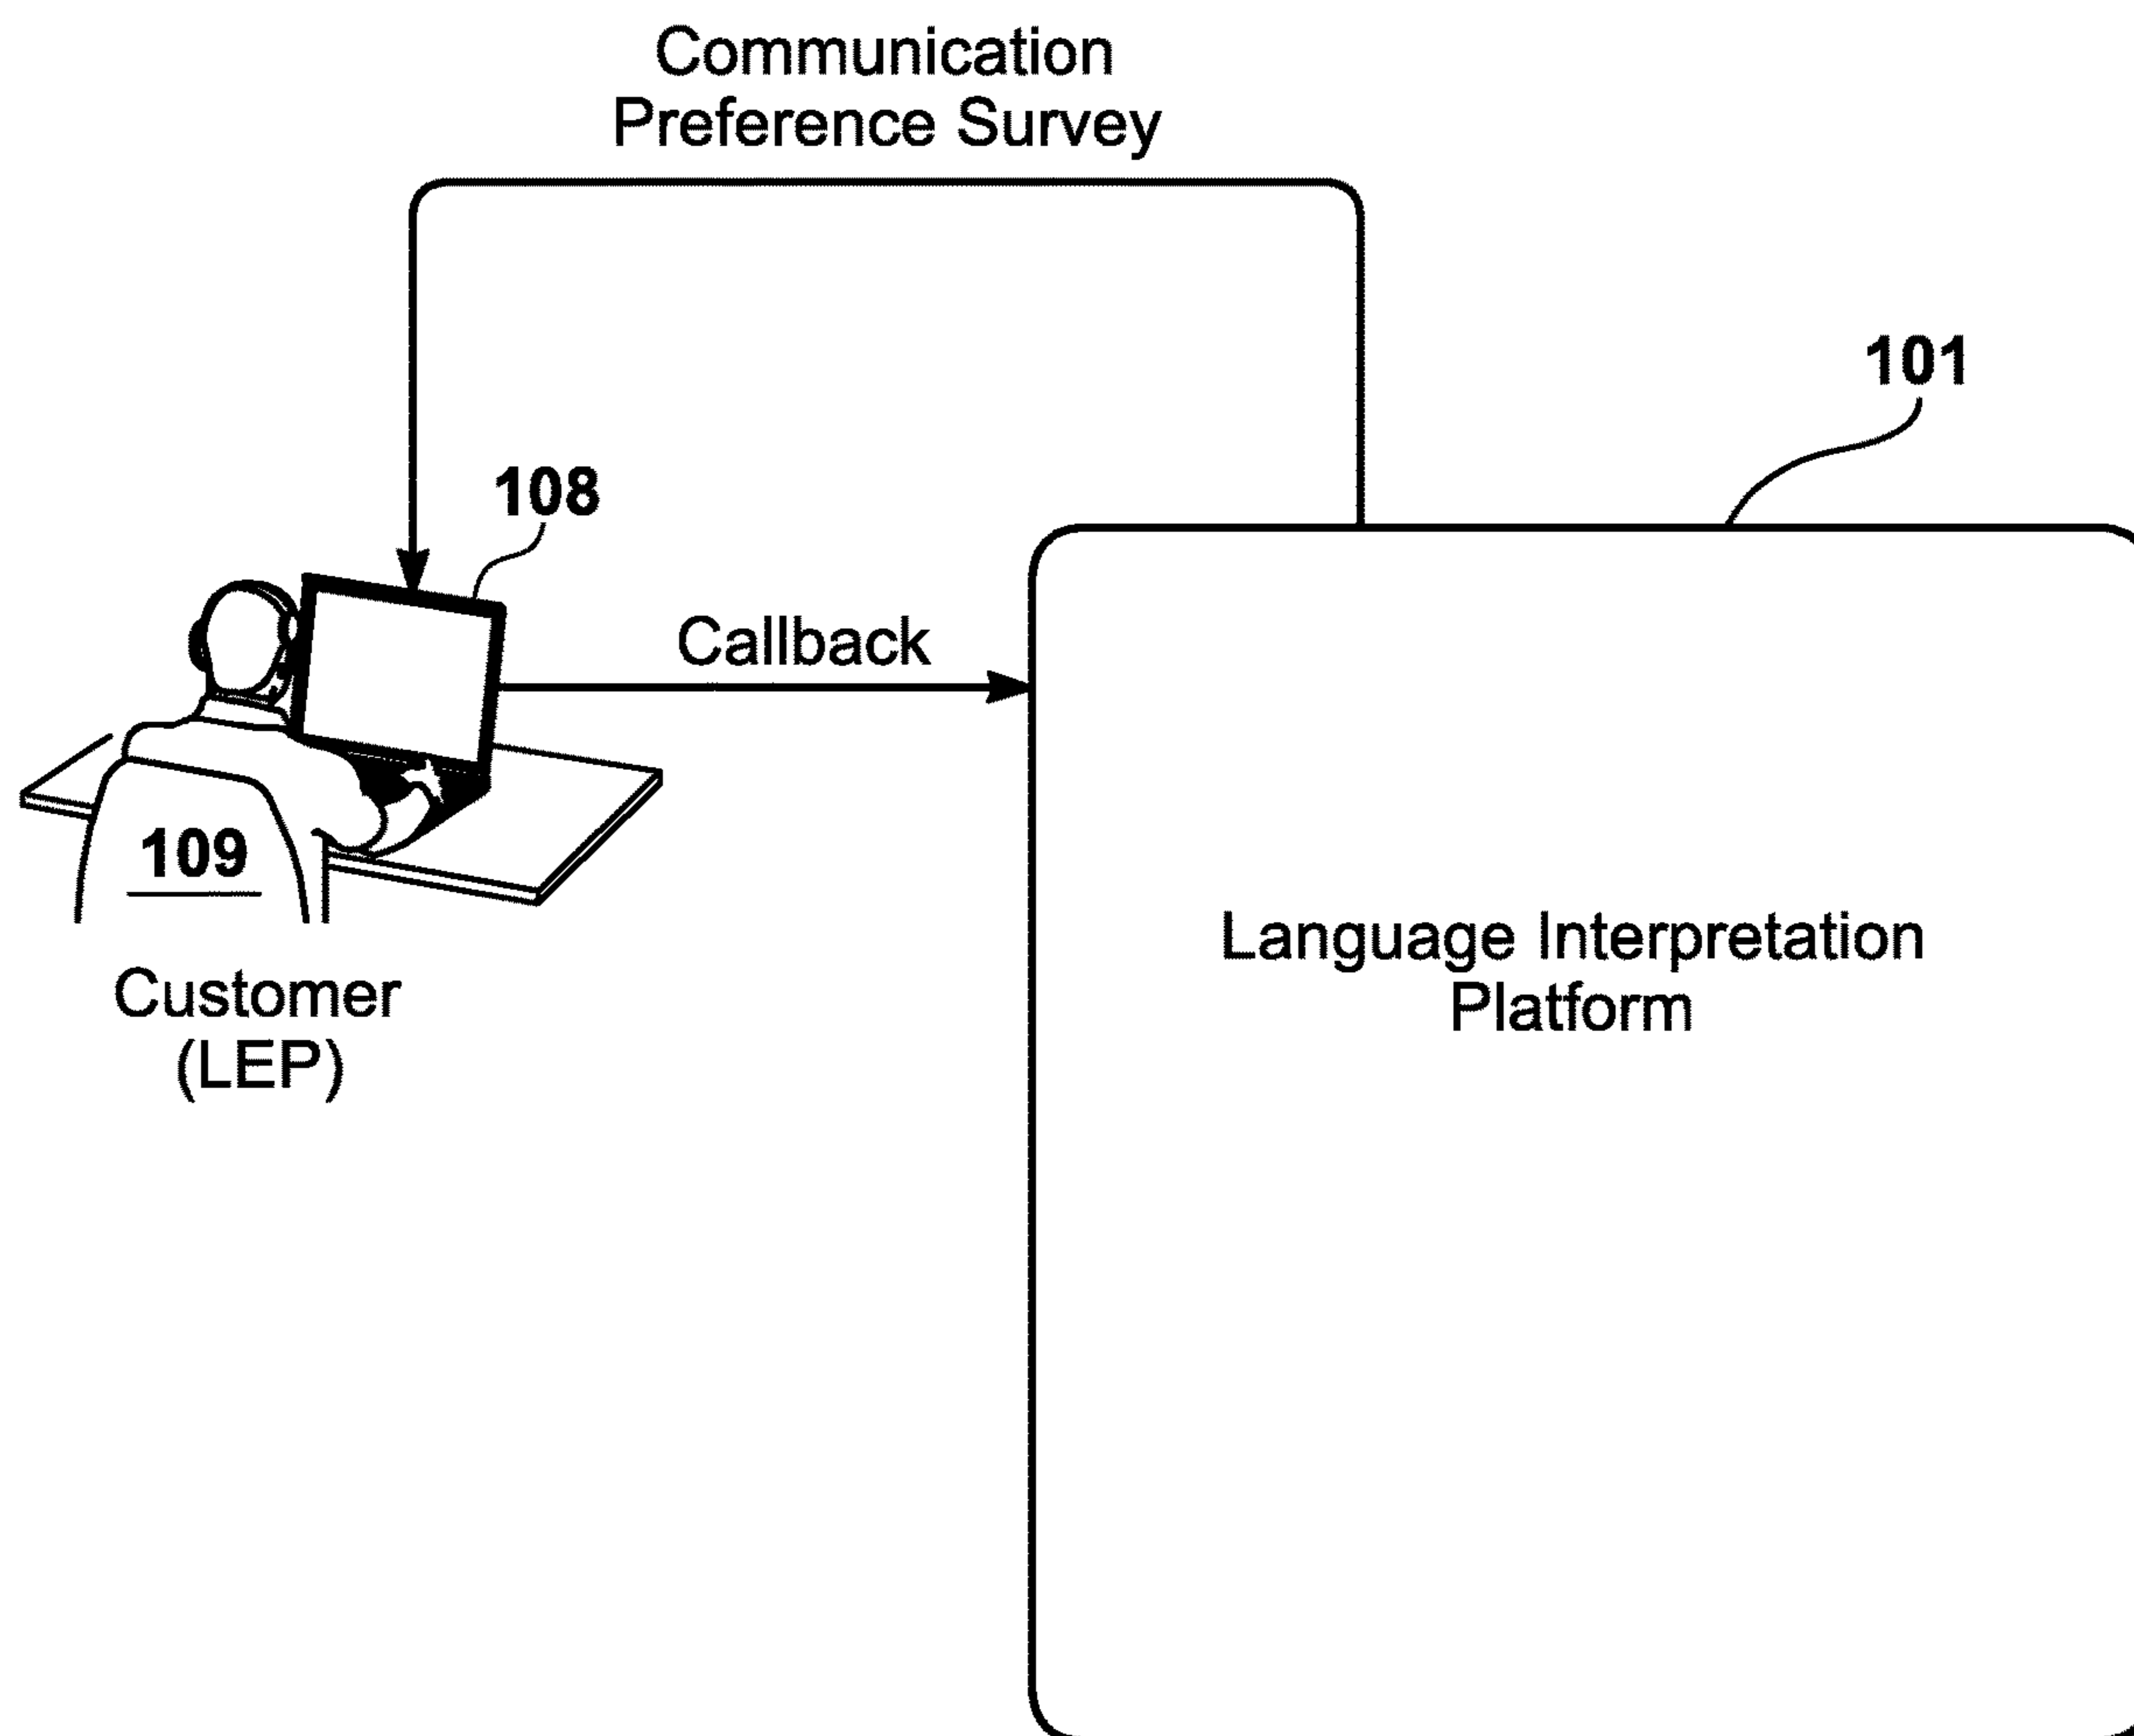 Communication
Preference Survey
101
108
Callback
109
Customer
(LEP)
Language Interpretation
Platform